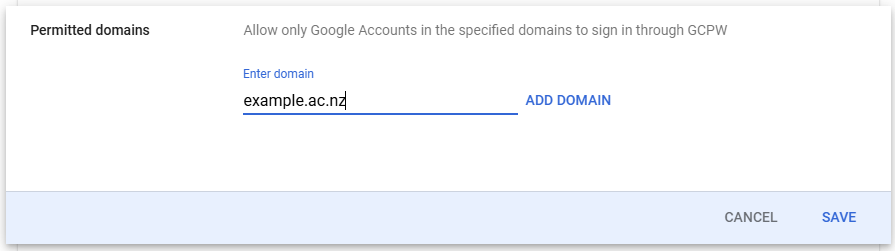 Permitted domains
Allow only Google Accounts in the specified domains to sign in through GCPW
Enter domain
example.ac.nz
ADD DOMAIN
CANCEL
SAVE